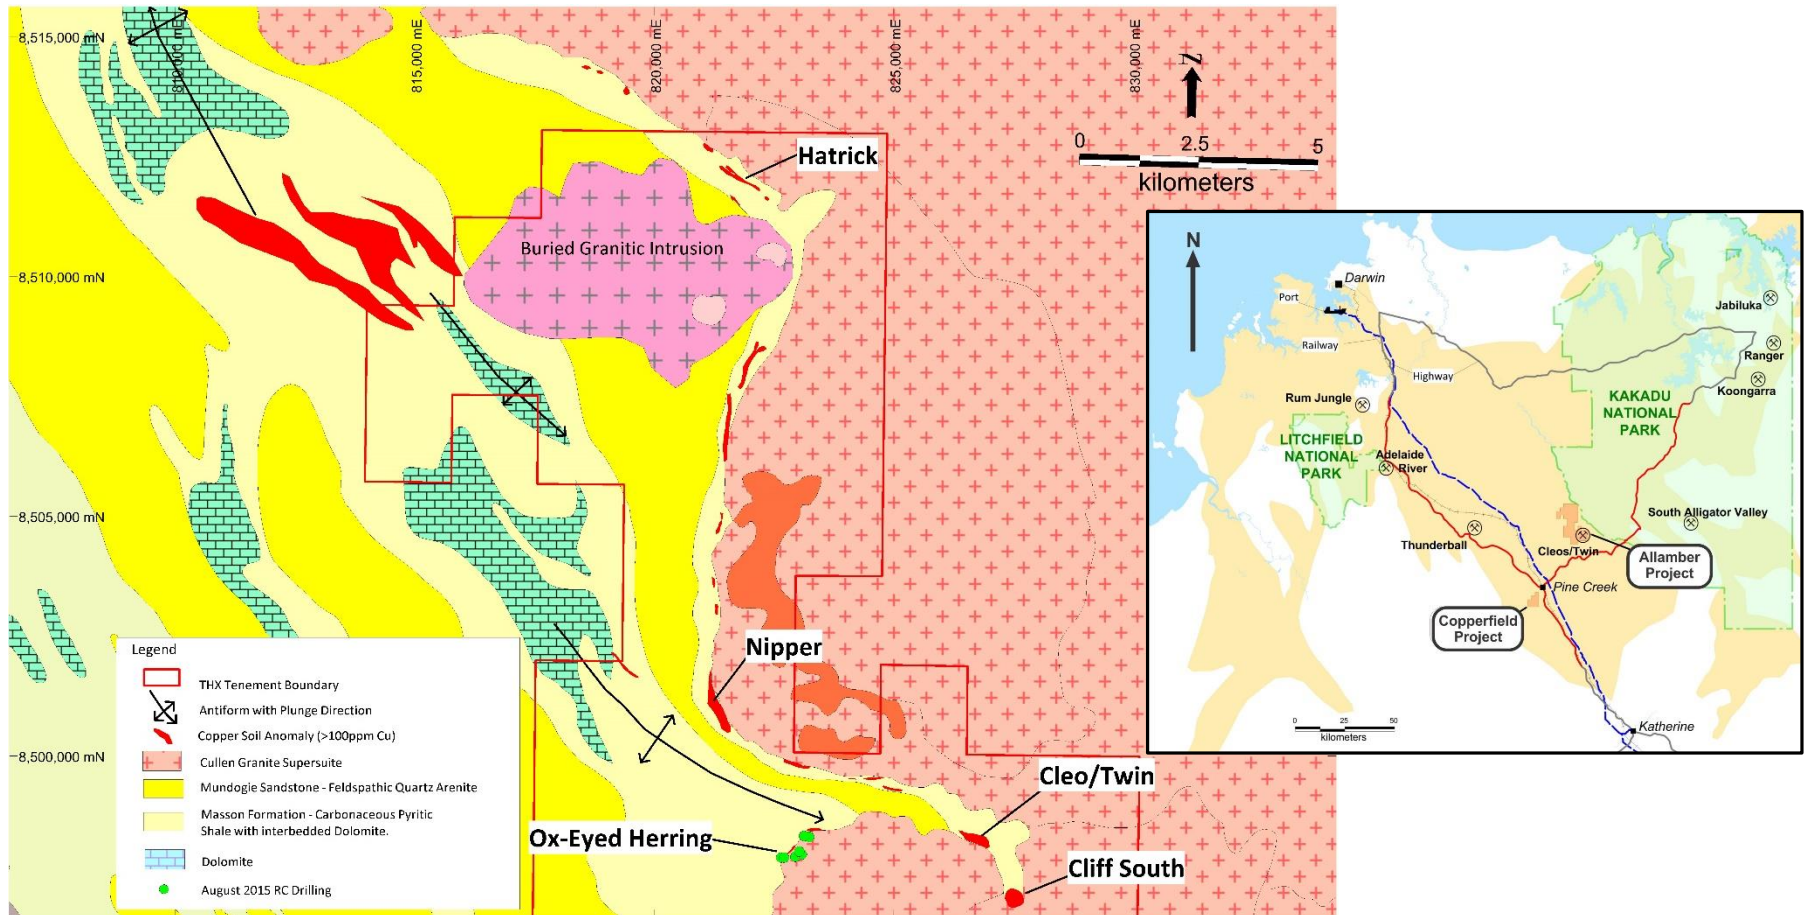 8,515,000 mN
810,000 mE
815,000 mE
820,000 mE
825,000 mE
830,000 mE
N
0 2.5 5
kilometers
Hatrick
Buried Granitic Intrusion
8,510,000 mN
8,505,000 mN
8,500,000 mN
Nipper
Cleo/Twin
Ox-Eyed Herring
Cliff South
Legend
THX Tenement Boundary
Antiform with Plunge Direction
Copper Soil Anomaly (>100ppm Cu)
Cullen Granite Supersuite
Mundogie Sandstone - Feldspathic Quartz Arenite
Masson Formation - Carbonaceous Pyritic
Shale with interbedded Dolomite.
Dolomite
August 2015 RC Drilling
N
Darwin
Port
Railway
Highway
Jabiluka
Ranger
Koongarra
Rum Jungle
KAKADU
NATIONAL
PARK
LITCHFIELD
NATIONAL
PARK
Adelaide
River
South Alligator Valley
Thunderball
Cleos/Twin
Allamber
Project
Pine Creek
Copperfield
Project
Katherine
0 25 50
kilometers